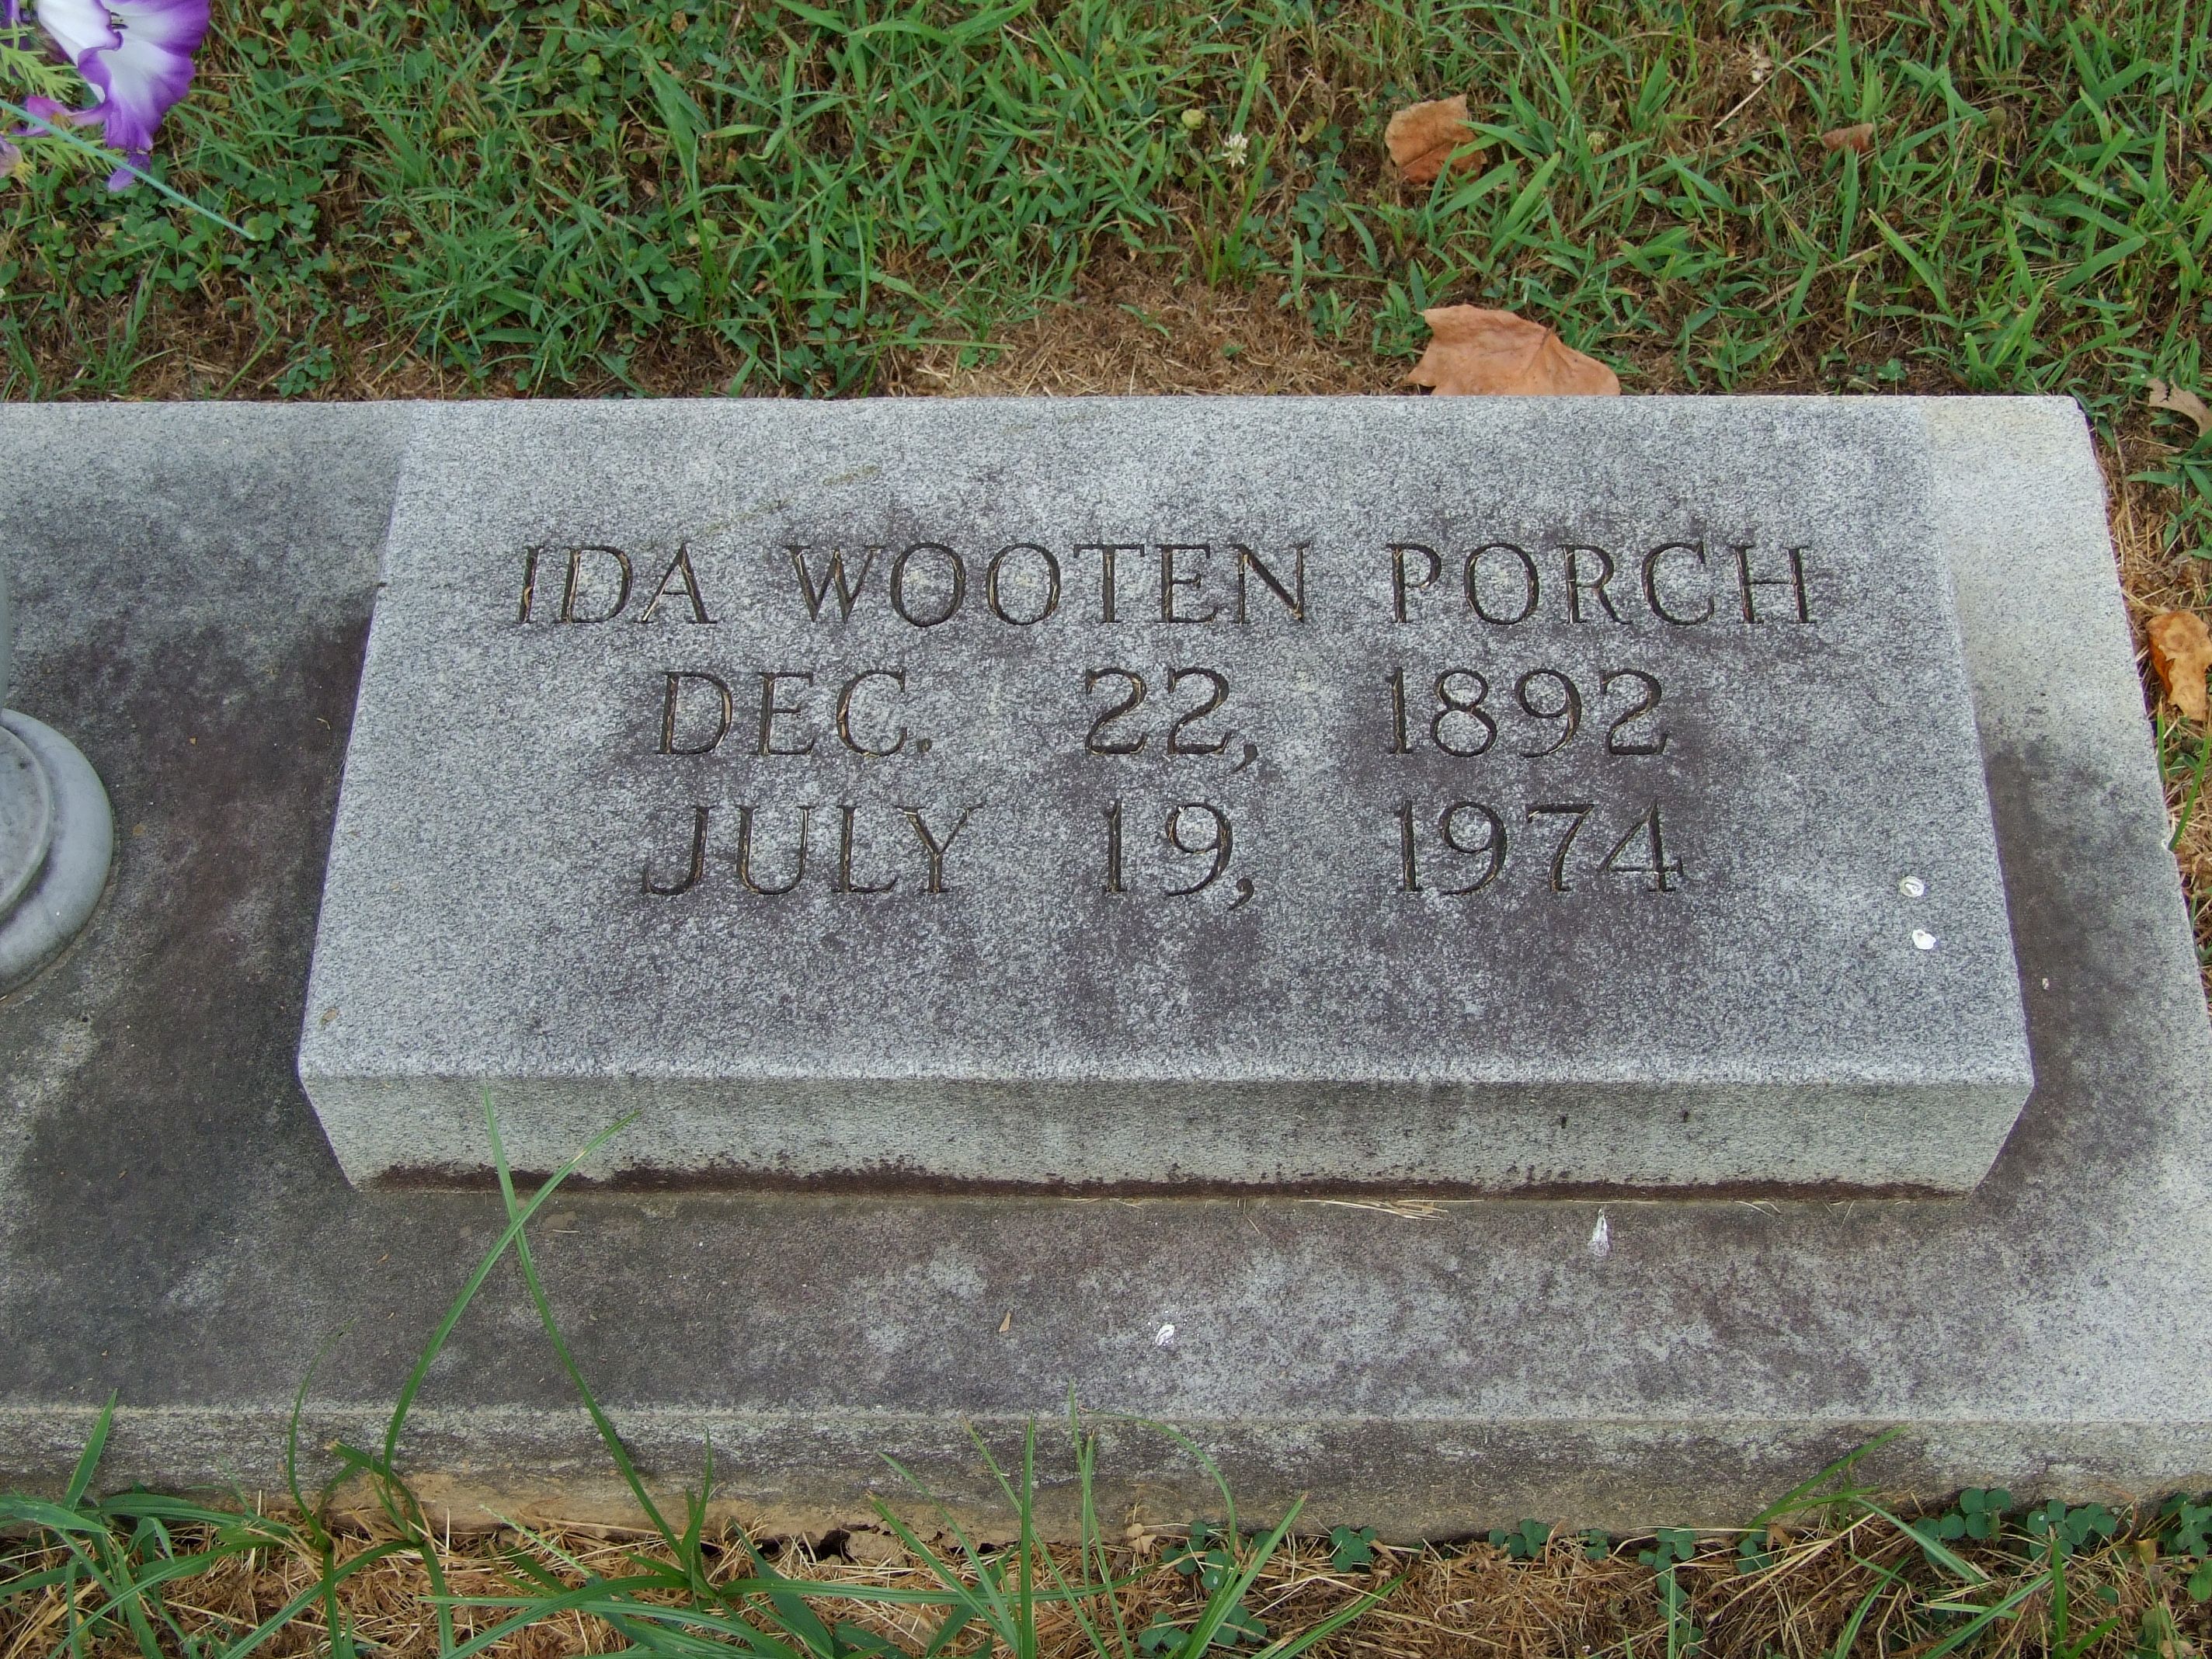 IDA WOOTEN PORCH
DEC. 22, 1892
JULY 19, 1974